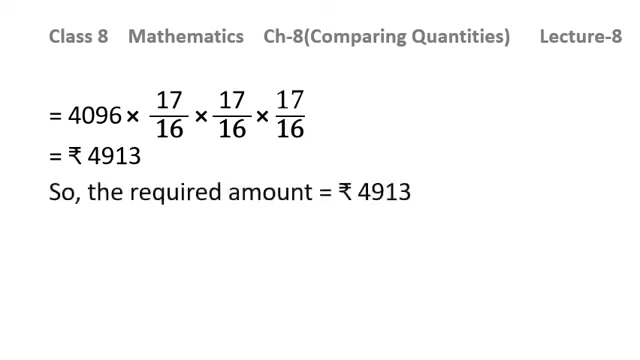 Class 8 Mathematics Ch-8(Comparing Quantities) Lecture-8
= 4096 × 17/16 × 17/16 × 17/16
= ₹ 4913
So, the required amount = ₹ 4913